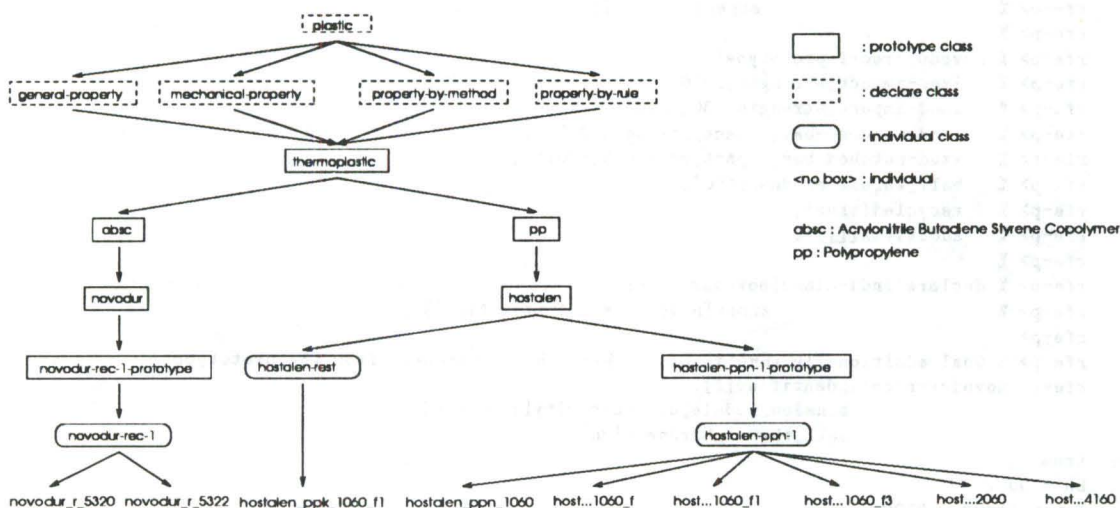 plastic
general-property mechanical-property property-by-method property-by-rule
thermoplastic
absc pp
novodur hostalen
novodur-rec-1-prototype hostalen-rest hostalen-ppn-1-prototype
novodur-rec-1 hostalen-ppn-1
novodur_r_5320 novodur_r_5322 hostalen_ppk_1060_f1 hostalen_ppn_1060 host...1060_f host...1060_f1 host...1060_f3 host...2060 host...4160
: prototype class
: declare class
: individual class
<no box> : individual
absc : Acrylonitrile Butadiene Styrene Copolymer
pp : Polypropylene